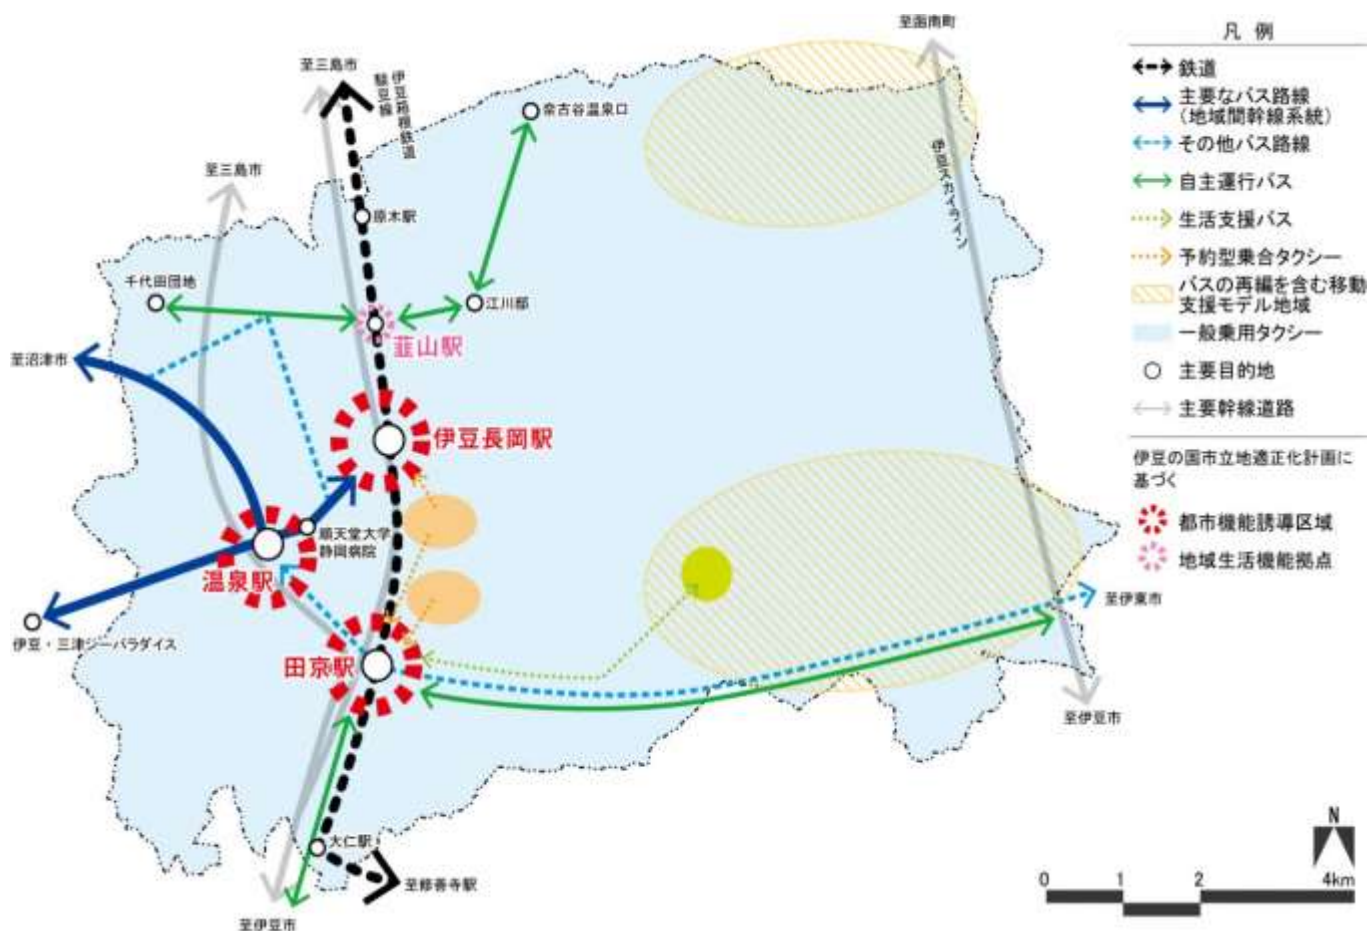 至三島市
伊豆箱根鉄道
駿豆線
至三島市
奈古谷温泉口
至函南町
伊豆スカイライン
原木駅
千代田団地
江川邸
韮山駅
至沼津市
伊豆長岡駅
順天堂大学
静岡病院
温泉駅
伊豆・三津シーパラダイス
田京駅
至伊東市
至伊豆市
大仁駅
至修善寺駅
至伊豆市
凡 例
鉄道
主要なバス路線
(地域間幹線系統)
その他バス路線
自主運行バス
生活支援バス
予約型乗合タクシー
バスの再編を含む移動
支援モデル地域
一般乗用タクシー
主要目的地
主要幹線道路
伊豆の国市立地適正化計画に
基づく
都市機能誘導区域
地域生活機能拠点
N
0 1 2 4km